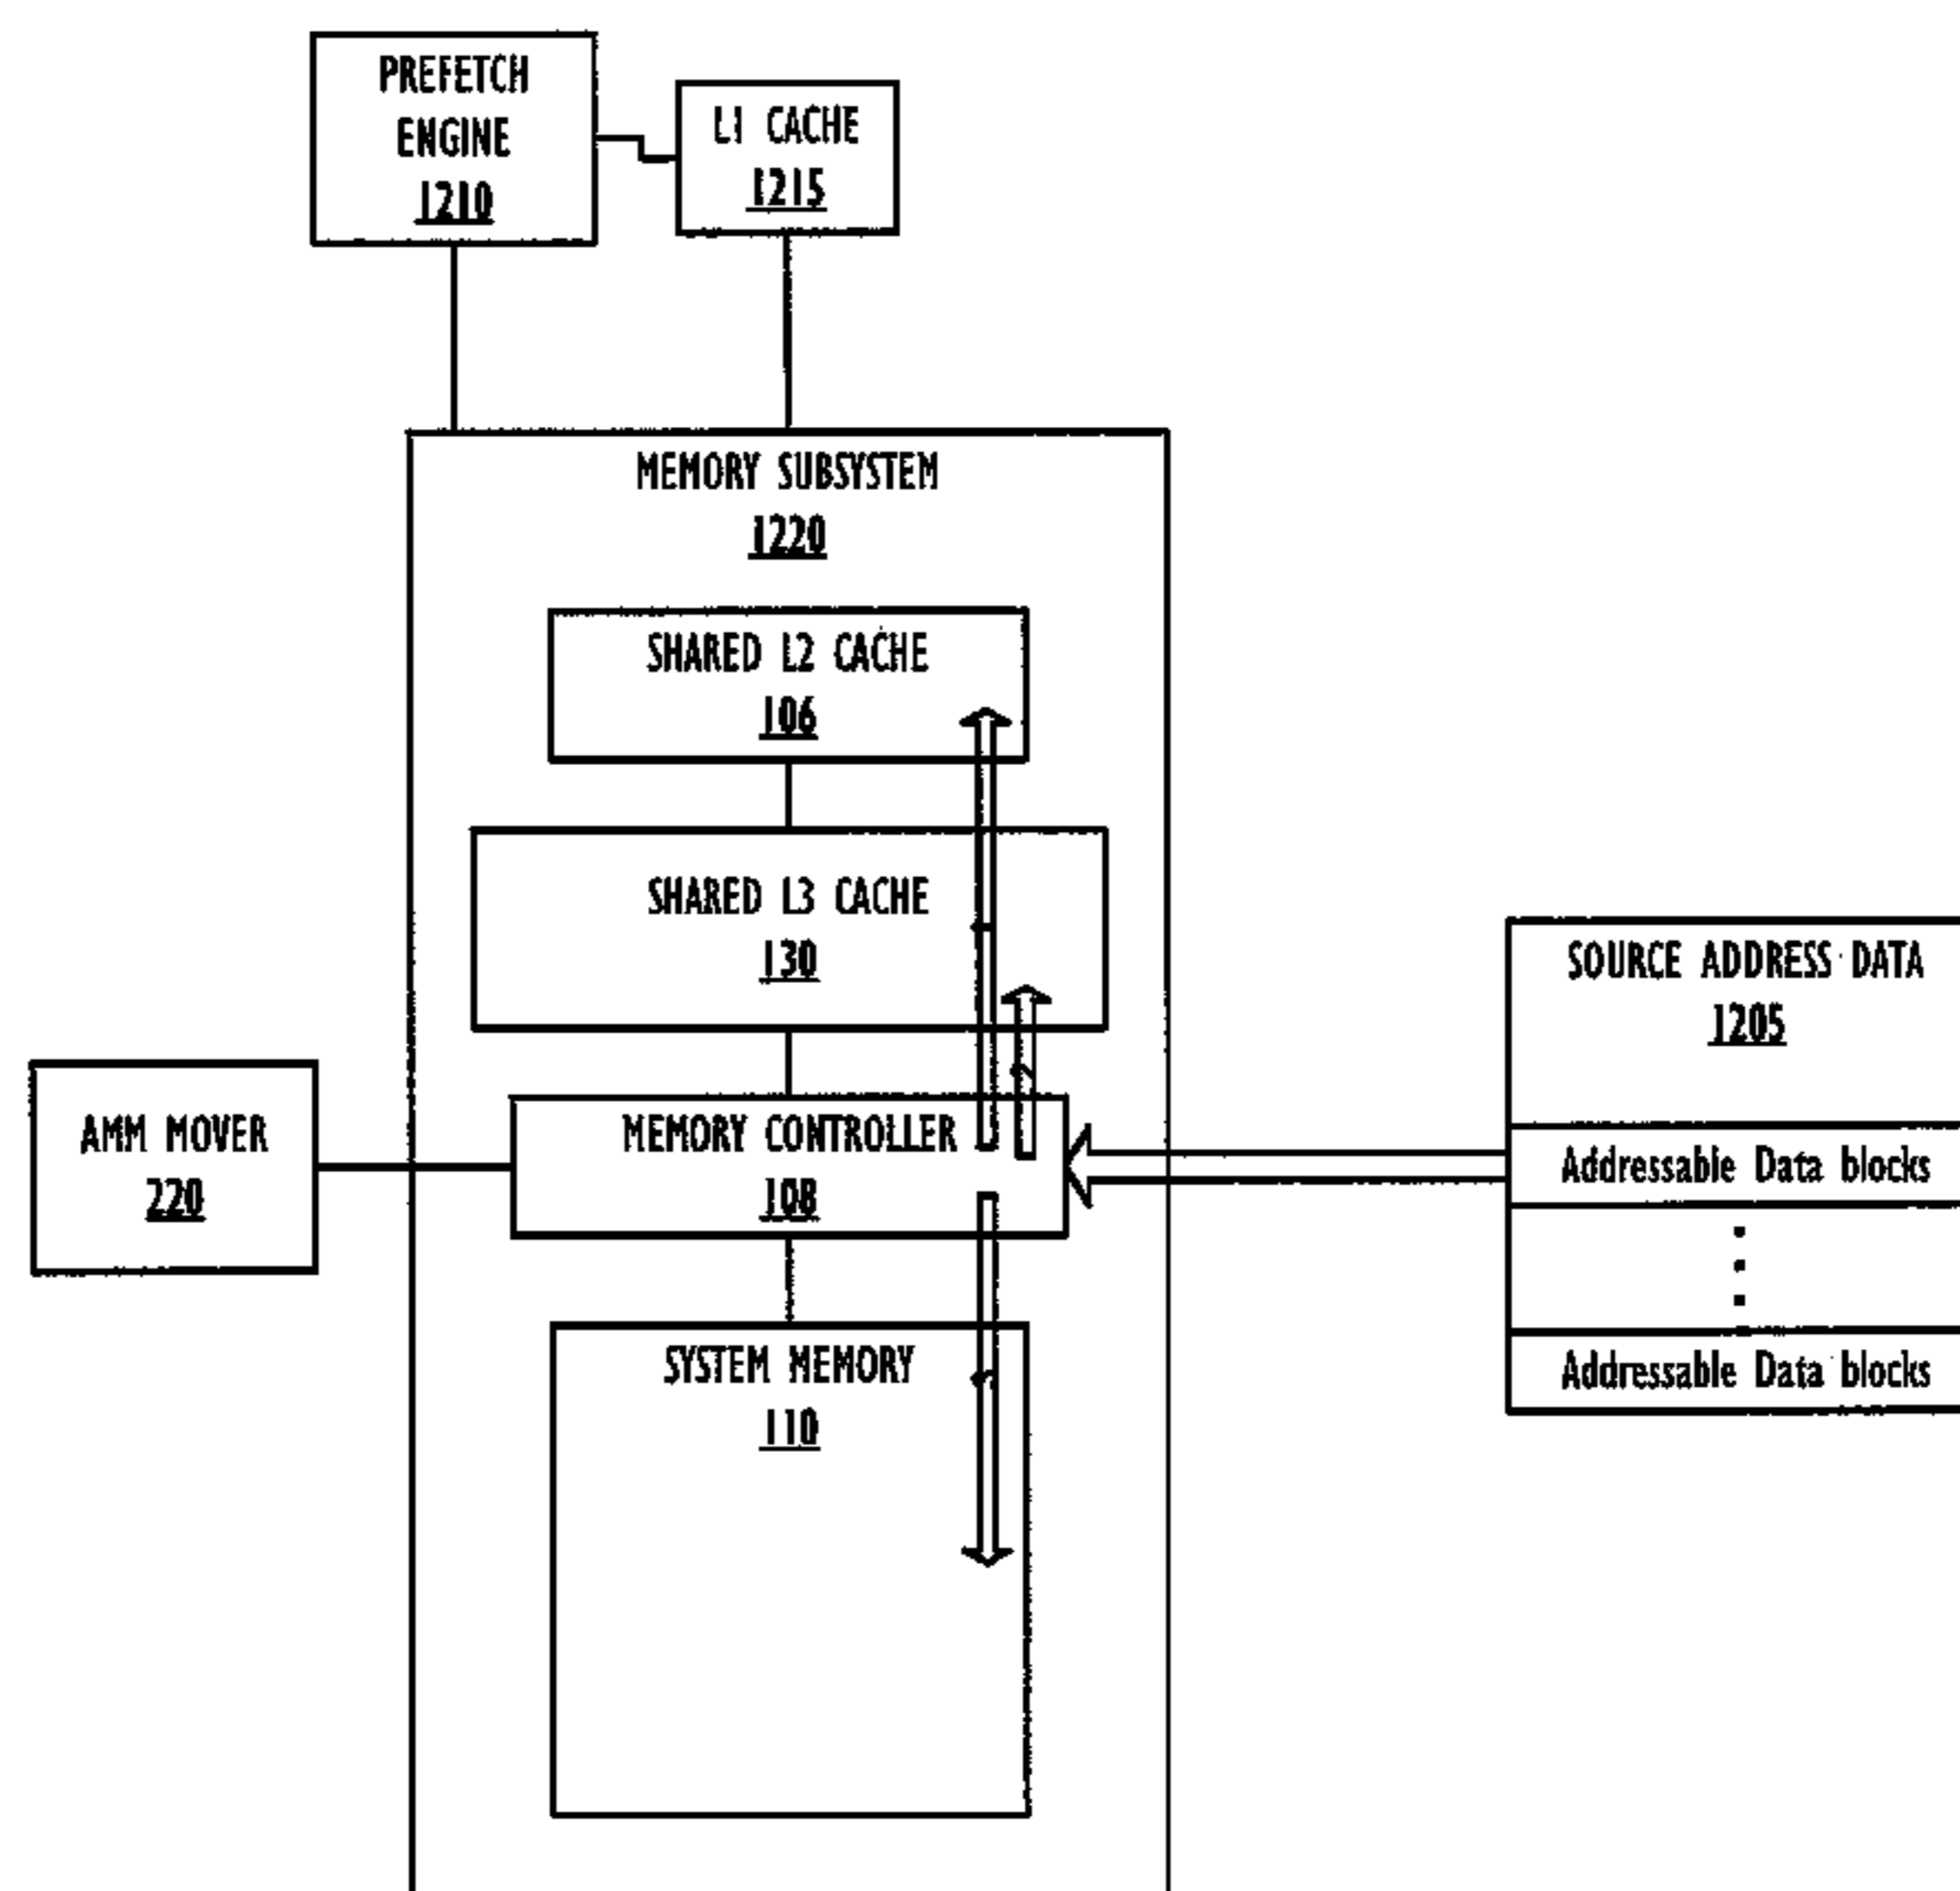 PREFETCH
ENGINE
1210
L1 CACHE
1215
MEMORY SUBSYSTEM
1220
SHARED L2 CACHE
106
SHARED L3 CACHE
130
SOURCE ADDRESS DATA
1205
AMM MOVER
220
MEMORY CONTROLLER
108
Addressable Data blocks
SYSTEM MEMORY
110
Addressable Data blocks